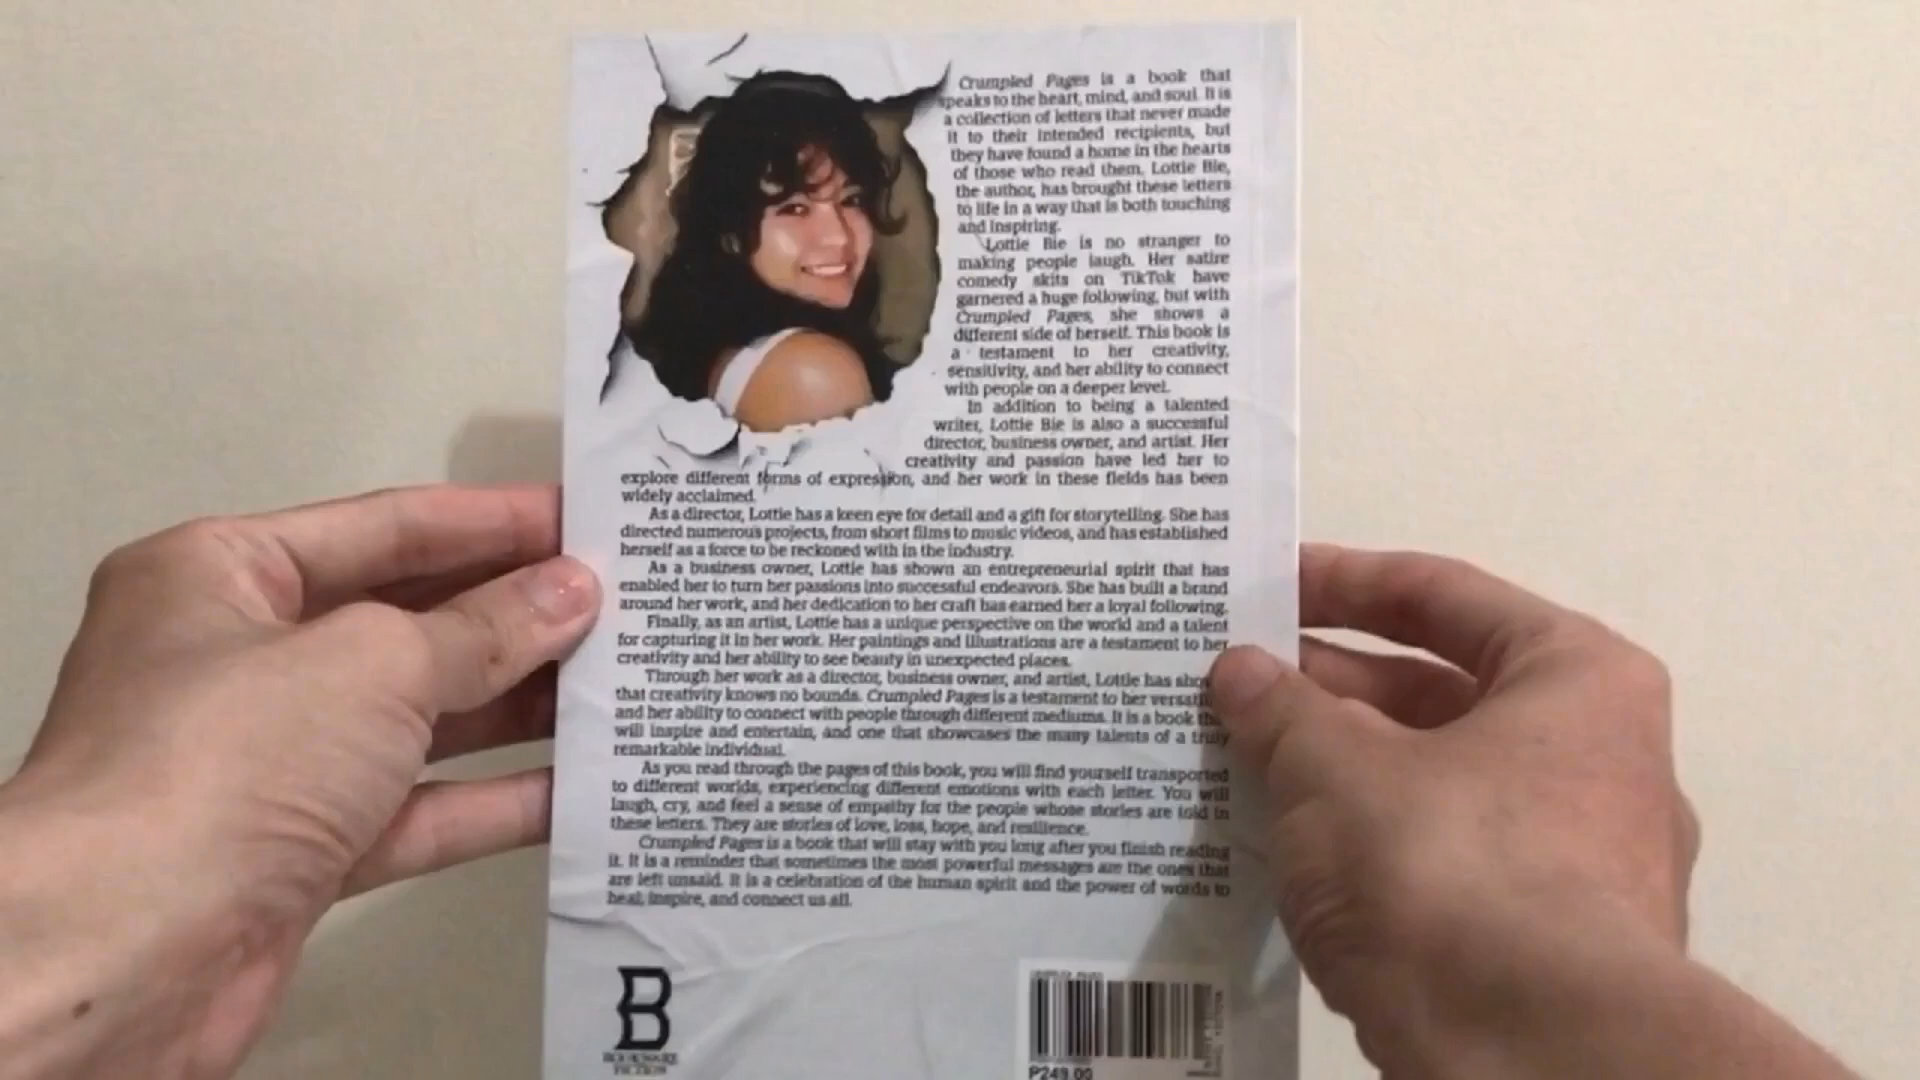 Crumpled Pages is a book that
speaks to the heart, mind, and soul. It is
a collection of letters that never made
it to their intended recipients, but
they have found a home in the hearts
of those who read them. Lottie Bie,
the author, has brought these letters
to life in a way that is both touching
and inspiring.
Lottie Bie is no stranger to
making people laugh. Her satire
comedy skits on TikTok have
garnered a huge following, but with
Crumpled Pages, she shows a
different side of herself. This book is
a testament to her creativity,
sensitivity, and her ability to connect
with people on a deeper level.
In addition to being a talented
writer, Lottie Bie is also a successful
director, business owner, and artist. Her
creativity and passion have led her to
explore different forms of expression, and her work in these fields has been
widely acclaimed.
As a director, Lottie has a keen eye for detail and a gift for storytelling. She has
directed numerous projects, from short films to music videos, and has established
herself as a force to be reckoned with in the industry.
As a business owner, Lottie has shown an entrepreneurial spirit that has
enabled her to turn her passions into successful endeavors. She has built a brand
around her work, and her dedication to her craft has earned her a loyal following.
Finally, as an artist, Lottie has a unique perspective on the world and a talent
for capturing it in her work. Her paintings and illustrations are a testament to her
creativity and her ability to see beauty in unexpected places.
Through her work as a director, business owner, and artist, Lottie has
that creativity knows no bounds. Crumpled Pages is a testament to her
and her ability to connect with people through different mediums. It is a book
will inspire and entertain, and one that showcases the many talents of a truly
remarkable individual.
As you read through the pages of this book, you will find yourself transported
to different worlds, experiencing different emotions with each letter. You will
laugh, cry, and feel a sense of empathy for the people whose stories are told in
these letters. They are stories of love, loss, hope, and resilience.
Crumpled Pages is a book that will stay with you long after you finish reading
it. It is a reminder that sometimes the most powerful messages are the ones that
are left unsaid. It is a celebration of the human spirit and the power of words to
heal, inspire, and connect us all.
B
BOOKWARE
FICTION
P249.00